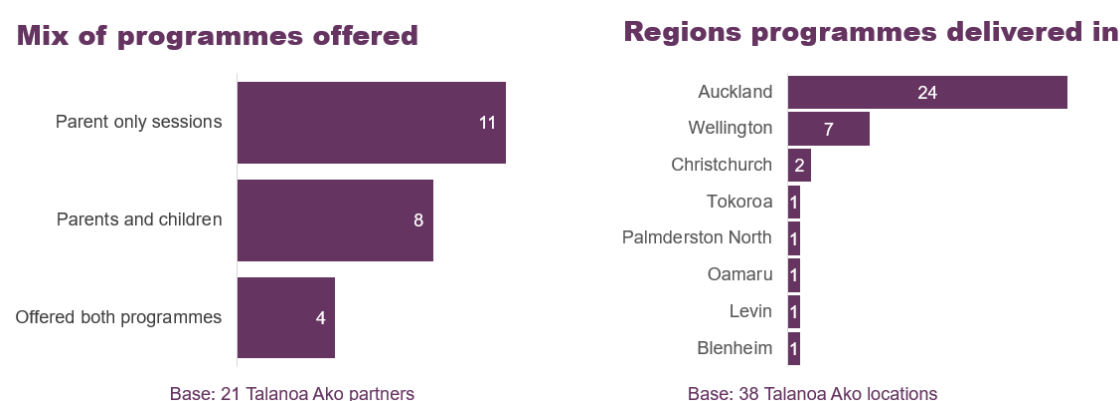 Mix of programmes offered
Parent only sessions 11
Parents and children 8
Offered both programmes 4
Base: 21 Talanoa Ako partners
Regions programmes delivered in
Auckland 24
Wellington 7
Christchurch 2
Tokoroa 1
Palmderston North 1
Oamaru 1
Levin 1
Blenheim 1
Base: 38 Talanoa Ako locations